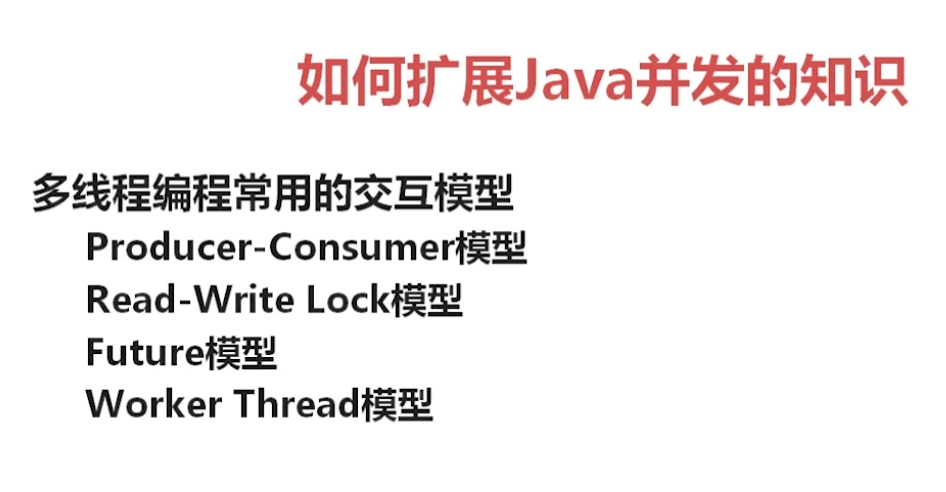 如何扩展Java并发的知识
多线程编程常用的交互模型
Producer-Consumer模型
Read-Write Lock模型
Future模型
Worker Thread模型